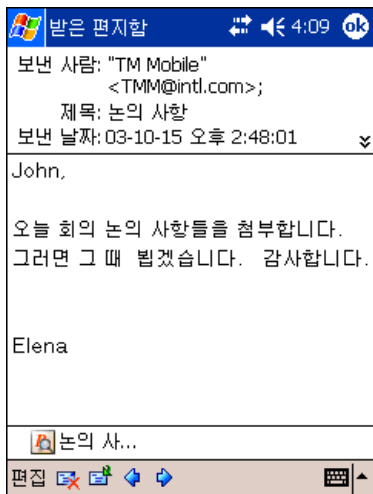 받은 편지함 4:09 ok
보낸 사람: "TM Mobile"
<TMM@intl.com>;
제목: 논의 사항
보낸 날짜: 03-10-15 오후 2:48:01
John,
오늘 회의 논의 사항들을 첨부합니다.
그러면 그 때 뵙겠습니다. 감사합니다.
Elena
논의 사...
편집